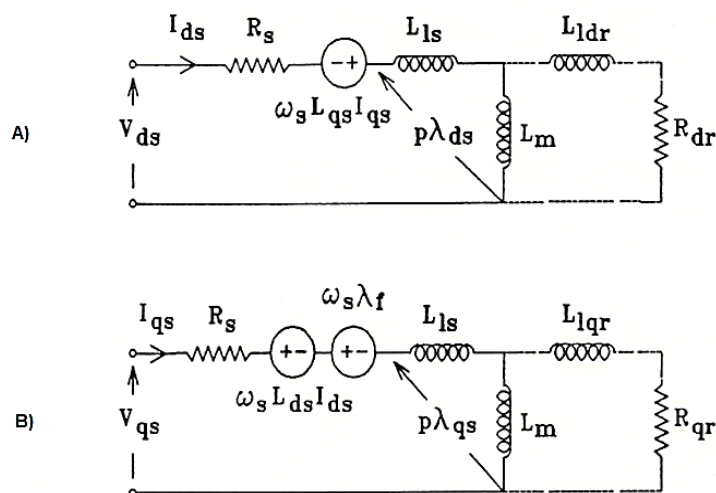 I_ds
R_s
-+
L_ls
L_ldr
ω_s L_qs I_qs
A)
V_ds
pλ_ds
L_m
R_dr
ω_s λ_f
I_qs
R_s
+-
+-
L_ls
L_lqr
ω_s L_ds I_ds
B)
V_qs
pλ_qs
L_m
R_qr